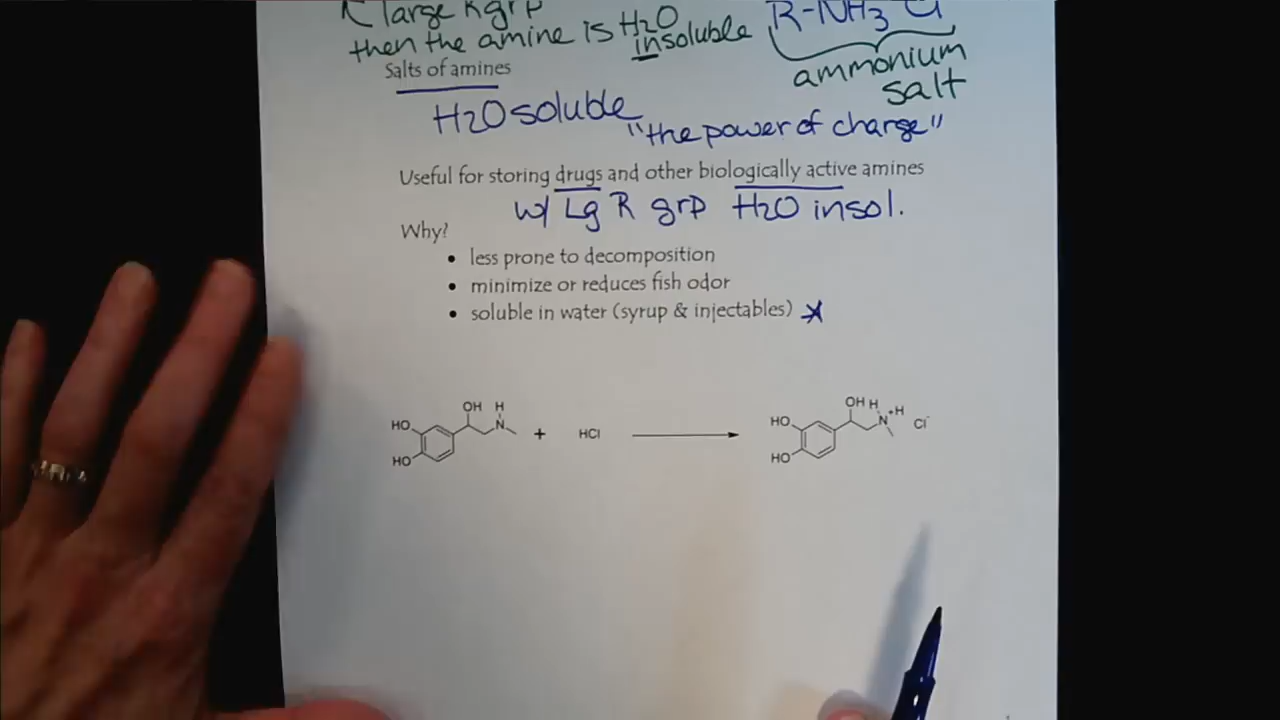 large R grp
then the amine is H2O insoluble
R-NH3 Cl
ammonium
salt
Salts of amines
H2O soluble
"the power of charge"
Useful for storing drugs and other biologically active amines
w/ Lg R grp H2O insol.
Why?
• less prone to decomposition
• minimize or reduces fish odor
• soluble in water (syrup & injectables)
OH H
HO N
HO
+ HCl
OH H
HO N+H Cl-
HO